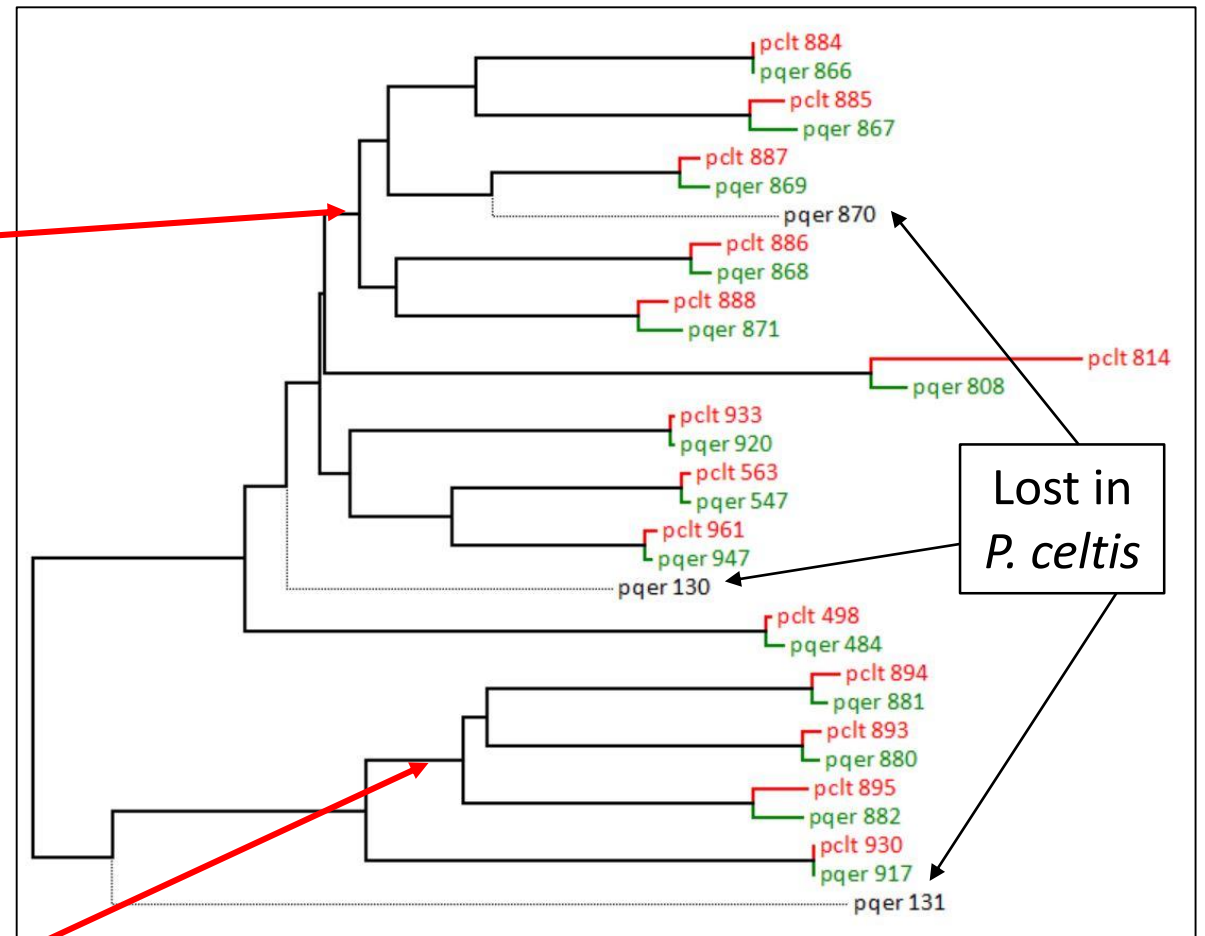 pclt 884
pqer 866
pclt 885
pqer 867
pclt 887
pqer 869
pqer 870
pclt 886
pqer 868
pclt 888
pqer 871
pclt 814
pqer 808
pclt 933
pqer 920
pclt 563
pqer 547
pclt 961
pqer 947
pqer 130
pclt 498
pqer 484
pclt 894
pqer 881
pclt 893
pqer 880
pclt 895
pqer 882
pclt 930
pqer 917
pqer 131
Lost in
P. celtis